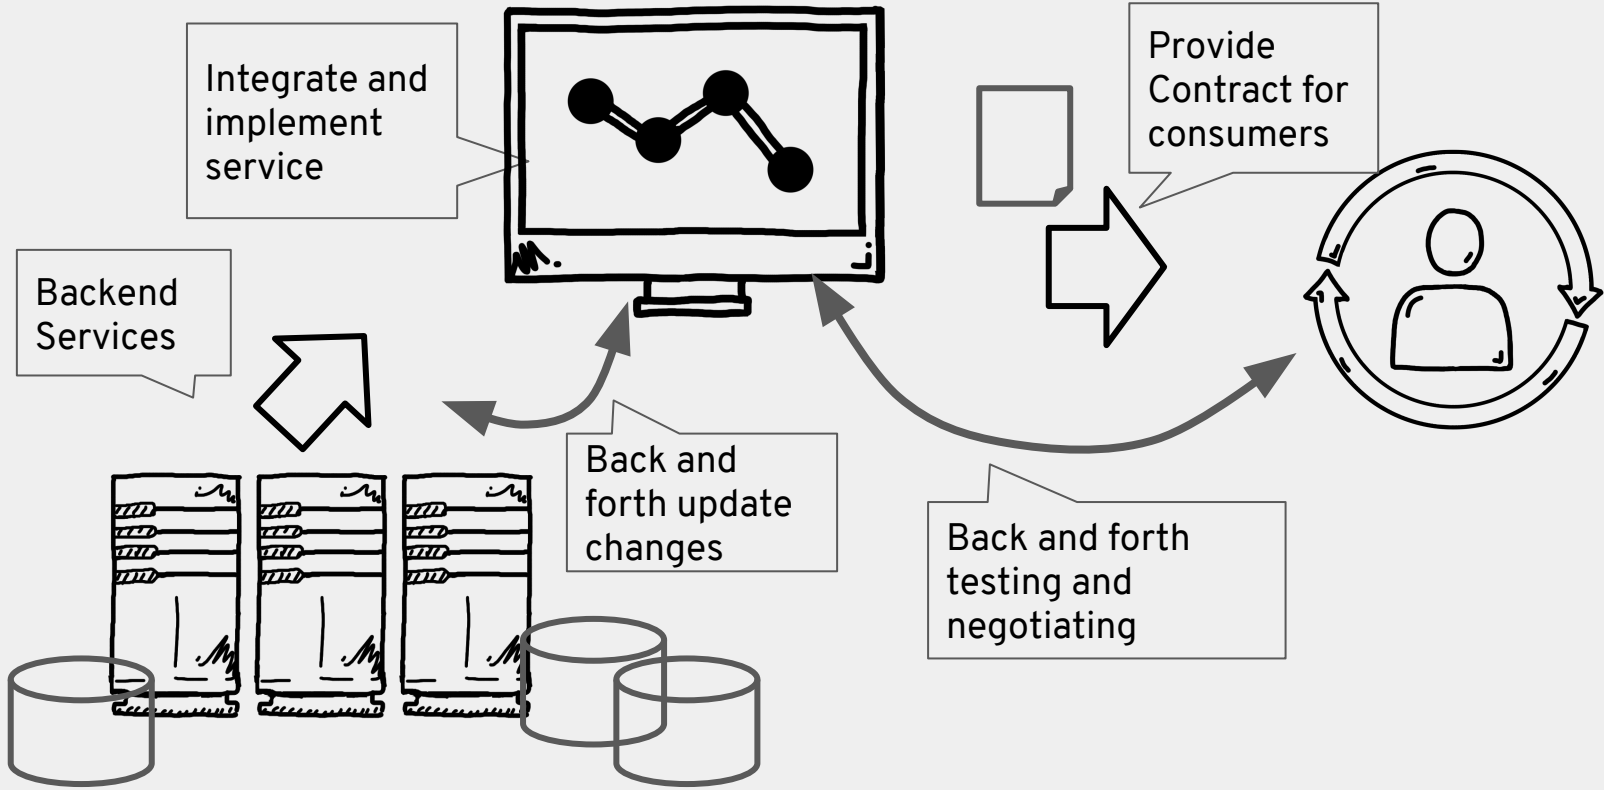 Integrate and
implement
service
Provide
Contract for
consumers
Backend
Services
Back and
forth update
changes
Back and forth
testing and
negotiating